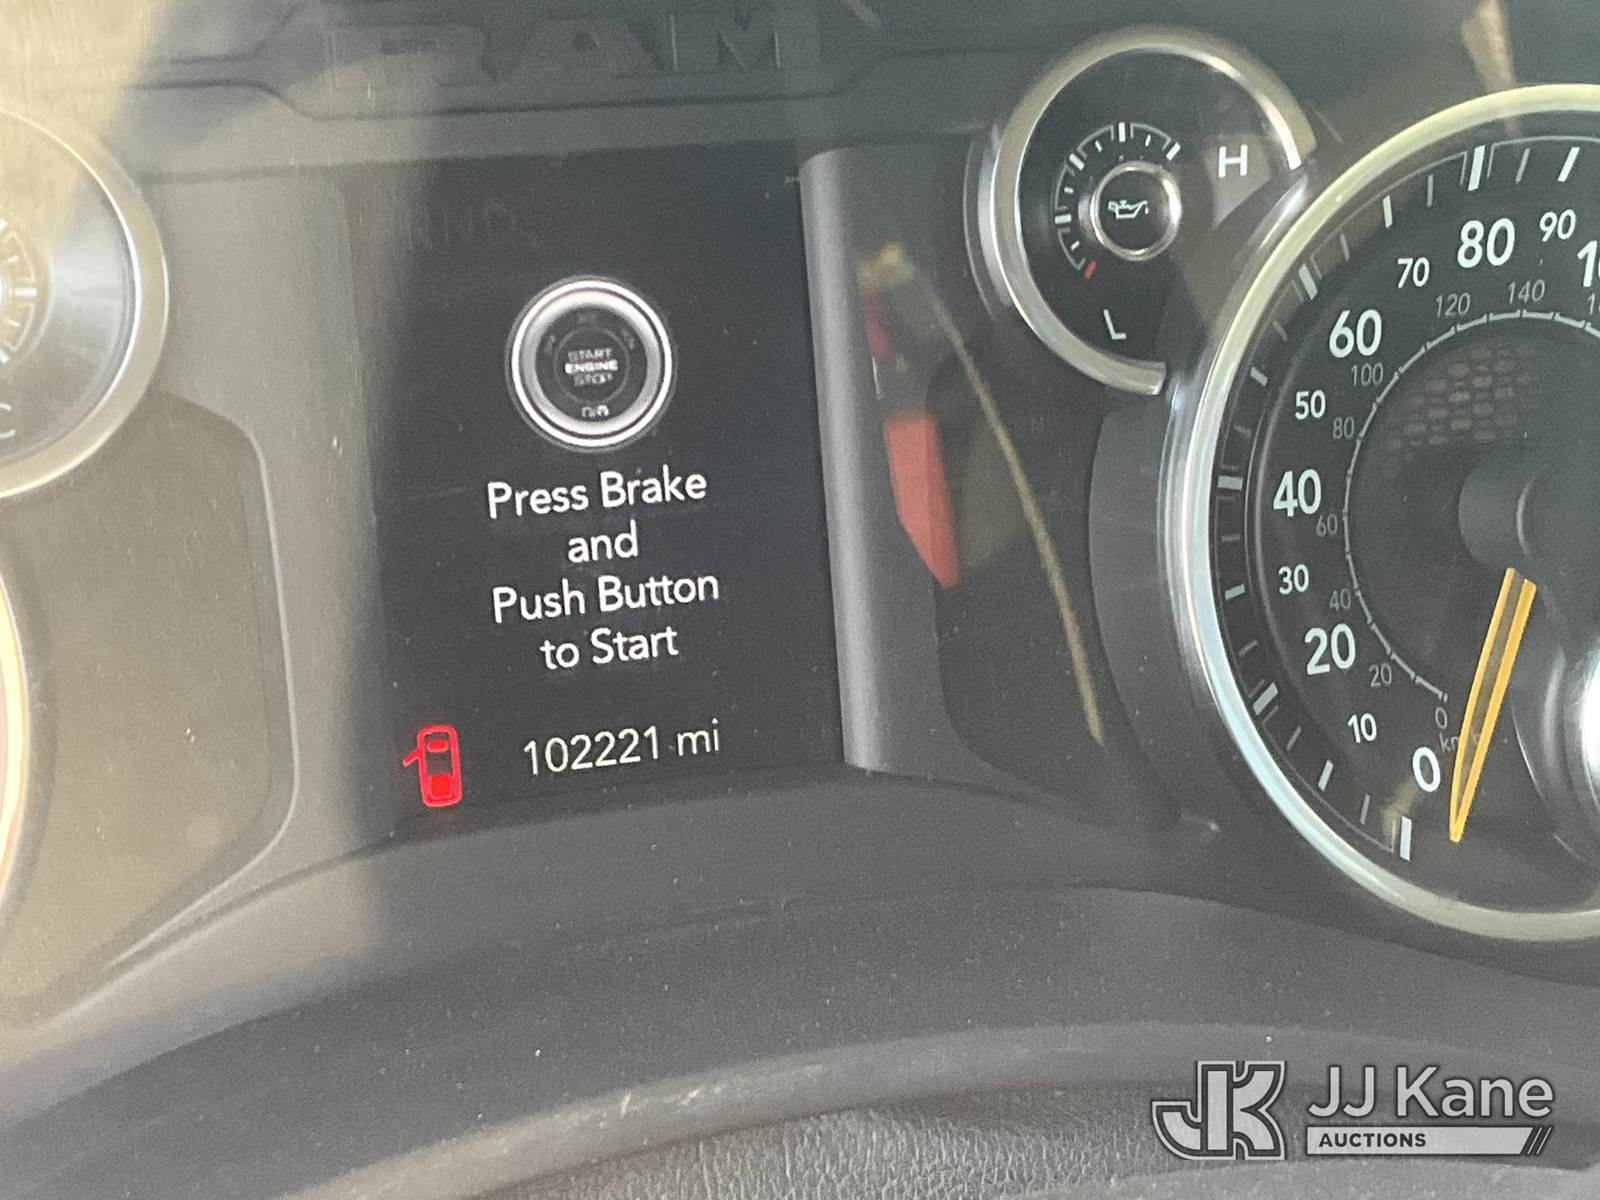 RAM
H
L
START
ENGINE
STOP
Press Brake
and
Push Button
to Start
102221 mi
80
90
70
60
50
40
30
20
10
0
140
120
100
80
60
40
20
0
JK JJ Kane
AUCTIONS